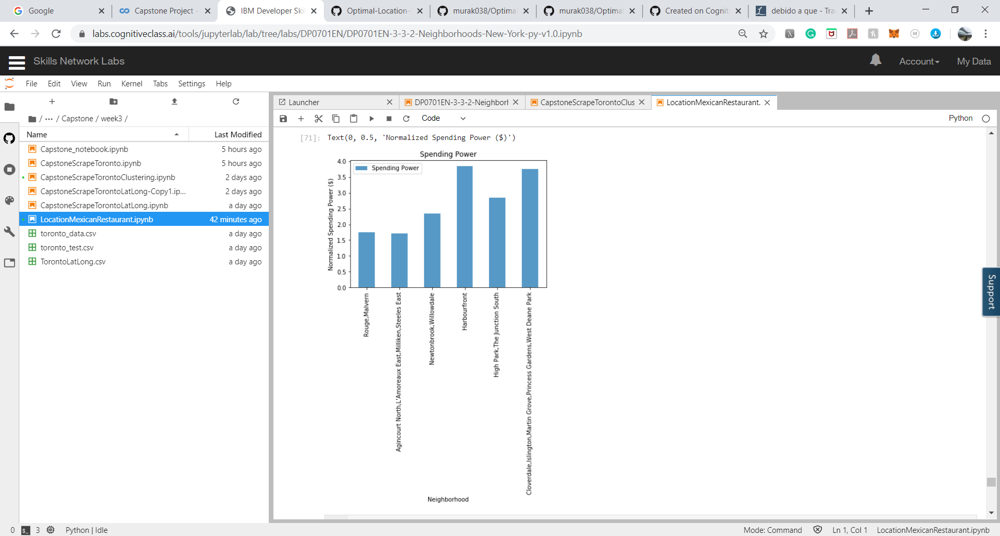 Google
Capstone Project -
IBM Developer Ski
Optimal-Location-
murak038/Optima
murak038/Optima
Created on Cogniti
debido a que - Tra
labs.cognitiveclass.ai/tools/jupyterlab/lab/tree/labs/DP0701EN/DP0701EN-3-3-2-Neighborhoods-New-York-py-v1.0.ipynb
Skills Network Labs
Account
My Data
File Edit View Run Kernel Tabs Settings Help
/ ··· / Capstone / week3 /
Name Last Modified
Capstone_notebook.ipynb 5 hours ago
CapstoneScrapeToronto.ipynb 5 hours ago
CapstoneScrapeTorontoClustering.ipynb 2 days ago
CapstoneScrapeTorontoLatLong-Copy1.ip... 2 days ago
CapstoneScrapeTorontoLatLong.ipynb a day ago
LocationMexicanRestaurant.ipynb 42 minutes ago
toronto_data.csv a day ago
toronto_test.csv a day ago
TorontoLatLong.csv a day ago
Launcher
DP0701EN-3-3-2-Neighborl
CapstoneScrapeTorontoClus
LocationMexicanRestaurant.
Code
Python
[71]: Text(0, 0.5, 'Normalized Spending Power ($)')
Spending Power
Spending Power
Normalized Spending Power ($)
4.0
3.5
3.0
2.5
2.0
1.5
1.0
0.5
0.0
Rouge,Malvern
Agincourt North,L'Amoreaux East,Milliken,Steeles East
Newtonbrook,Willowdale
Harbourfront
High Park,The Junction South
Cloverdale,Islington,Martin Grove,Princess Gardens,West Deane Park
Neighborhood
Support
0 $_ 3 Python | Idle
Mode: Command Ln 1, Col 1 LocationMexicanRestaurant.ipynb